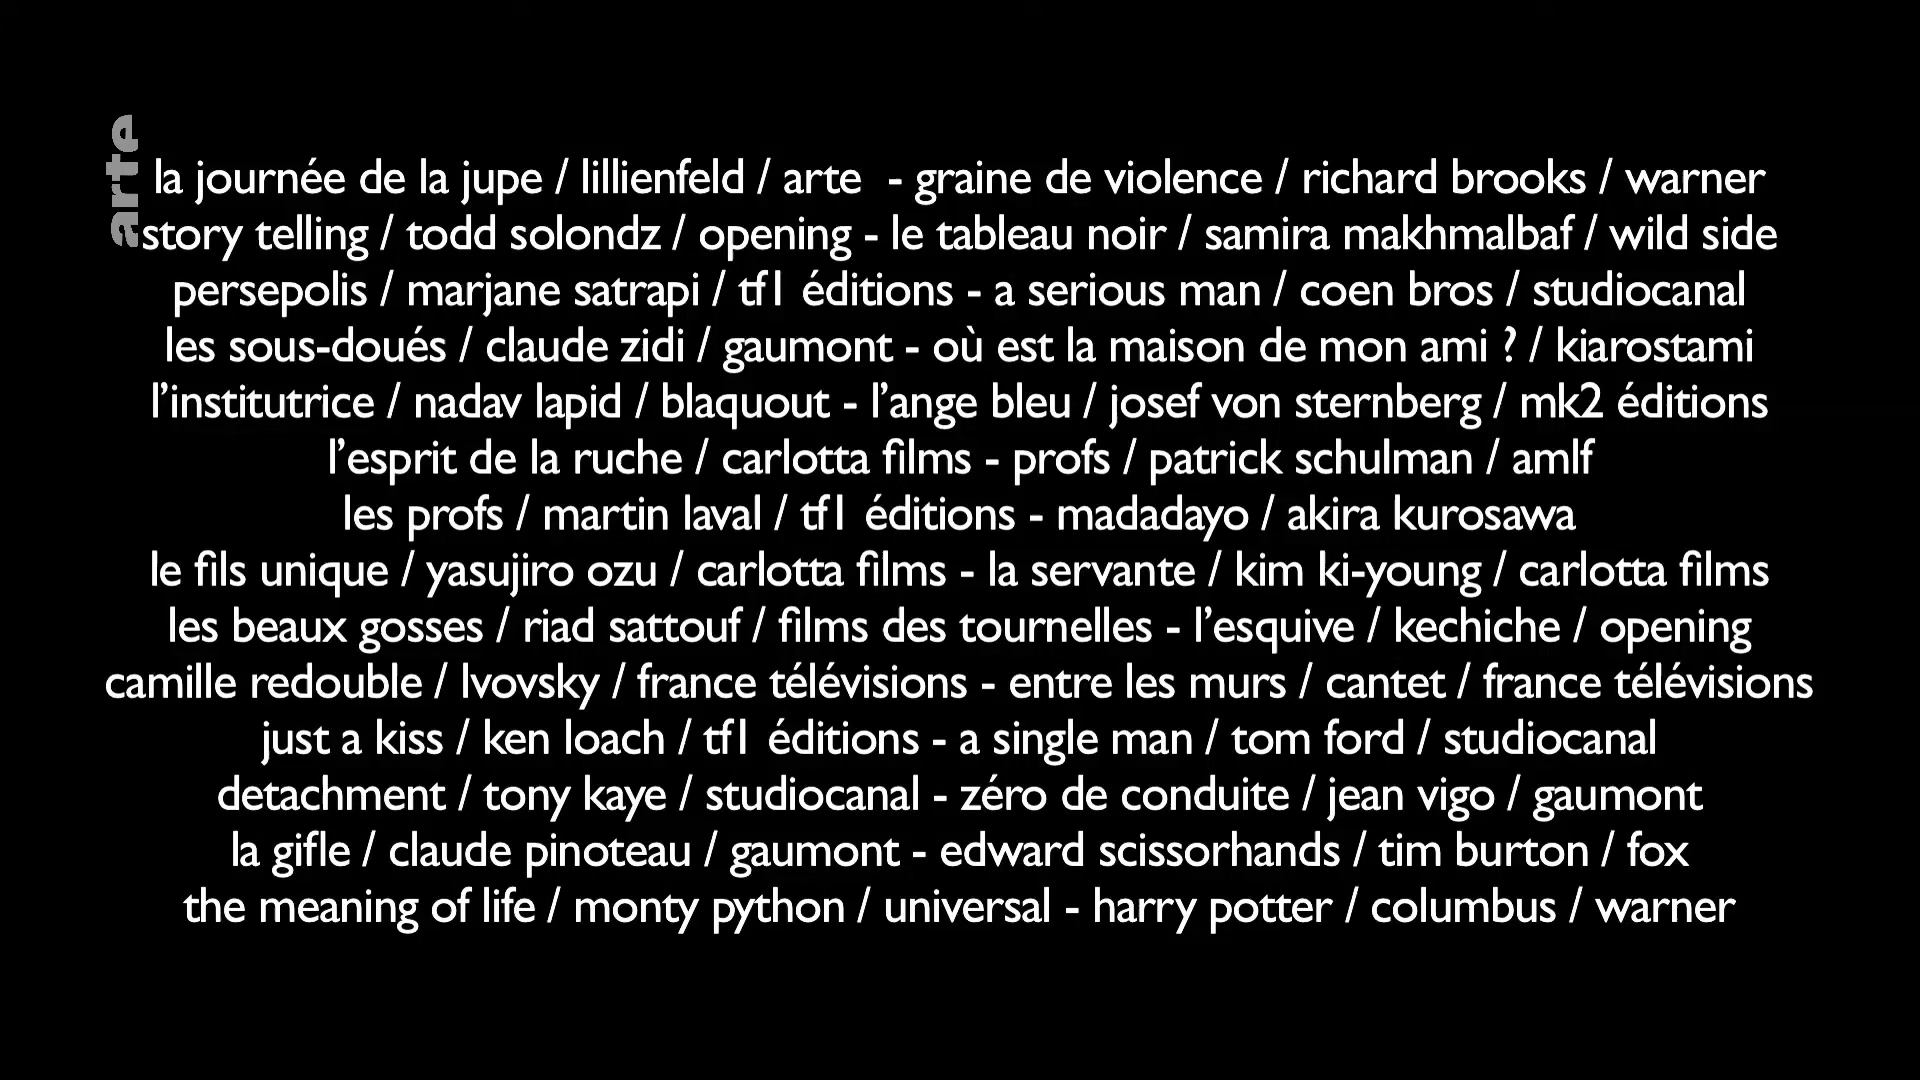 arte
la journée de la jupe / lillienfeld / arte - graine de violence / richard brooks / warner
story telling / todd solondz / opening - le tableau noir / samira makhmalbaf / wild side
persepolis / marjane satrapi / tf1 éditions - a serious man / coen bros / studiocanal
les sous-doués / claude zidi / gaumont - où est la maison de mon ami ? / kiarostami
l’institutrice / nadav lapid / blaquout - l’ange bleu / josef von sternberg / mk2 éditions
l’esprit de la ruche / carlotta films - profs / patrick schulman / amlf
les profs / martin laval / tf1 éditions - madadayo / akira kurosawa
le fils unique / yasujiro ozu / carlotta films - la servante / kim ki-young / carlotta films
les beaux gosses / riad sattouf / films des tournelles - l’esquive / kechiche / opening
camille redouble / lvovsky / france télévisions - entre les murs / cantet / france télévisions
just a kiss / ken loach / tf1 éditions - a single man / tom ford / studiocanal
detachment / tony kaye / studiocanal - zéro de conduite / jean vigo / gaumont
la gifle / claude pinoteau / gaumont - edward scissorhands / tim burton / fox
the meaning of life / monty python / universal - harry potter / columbus / warner